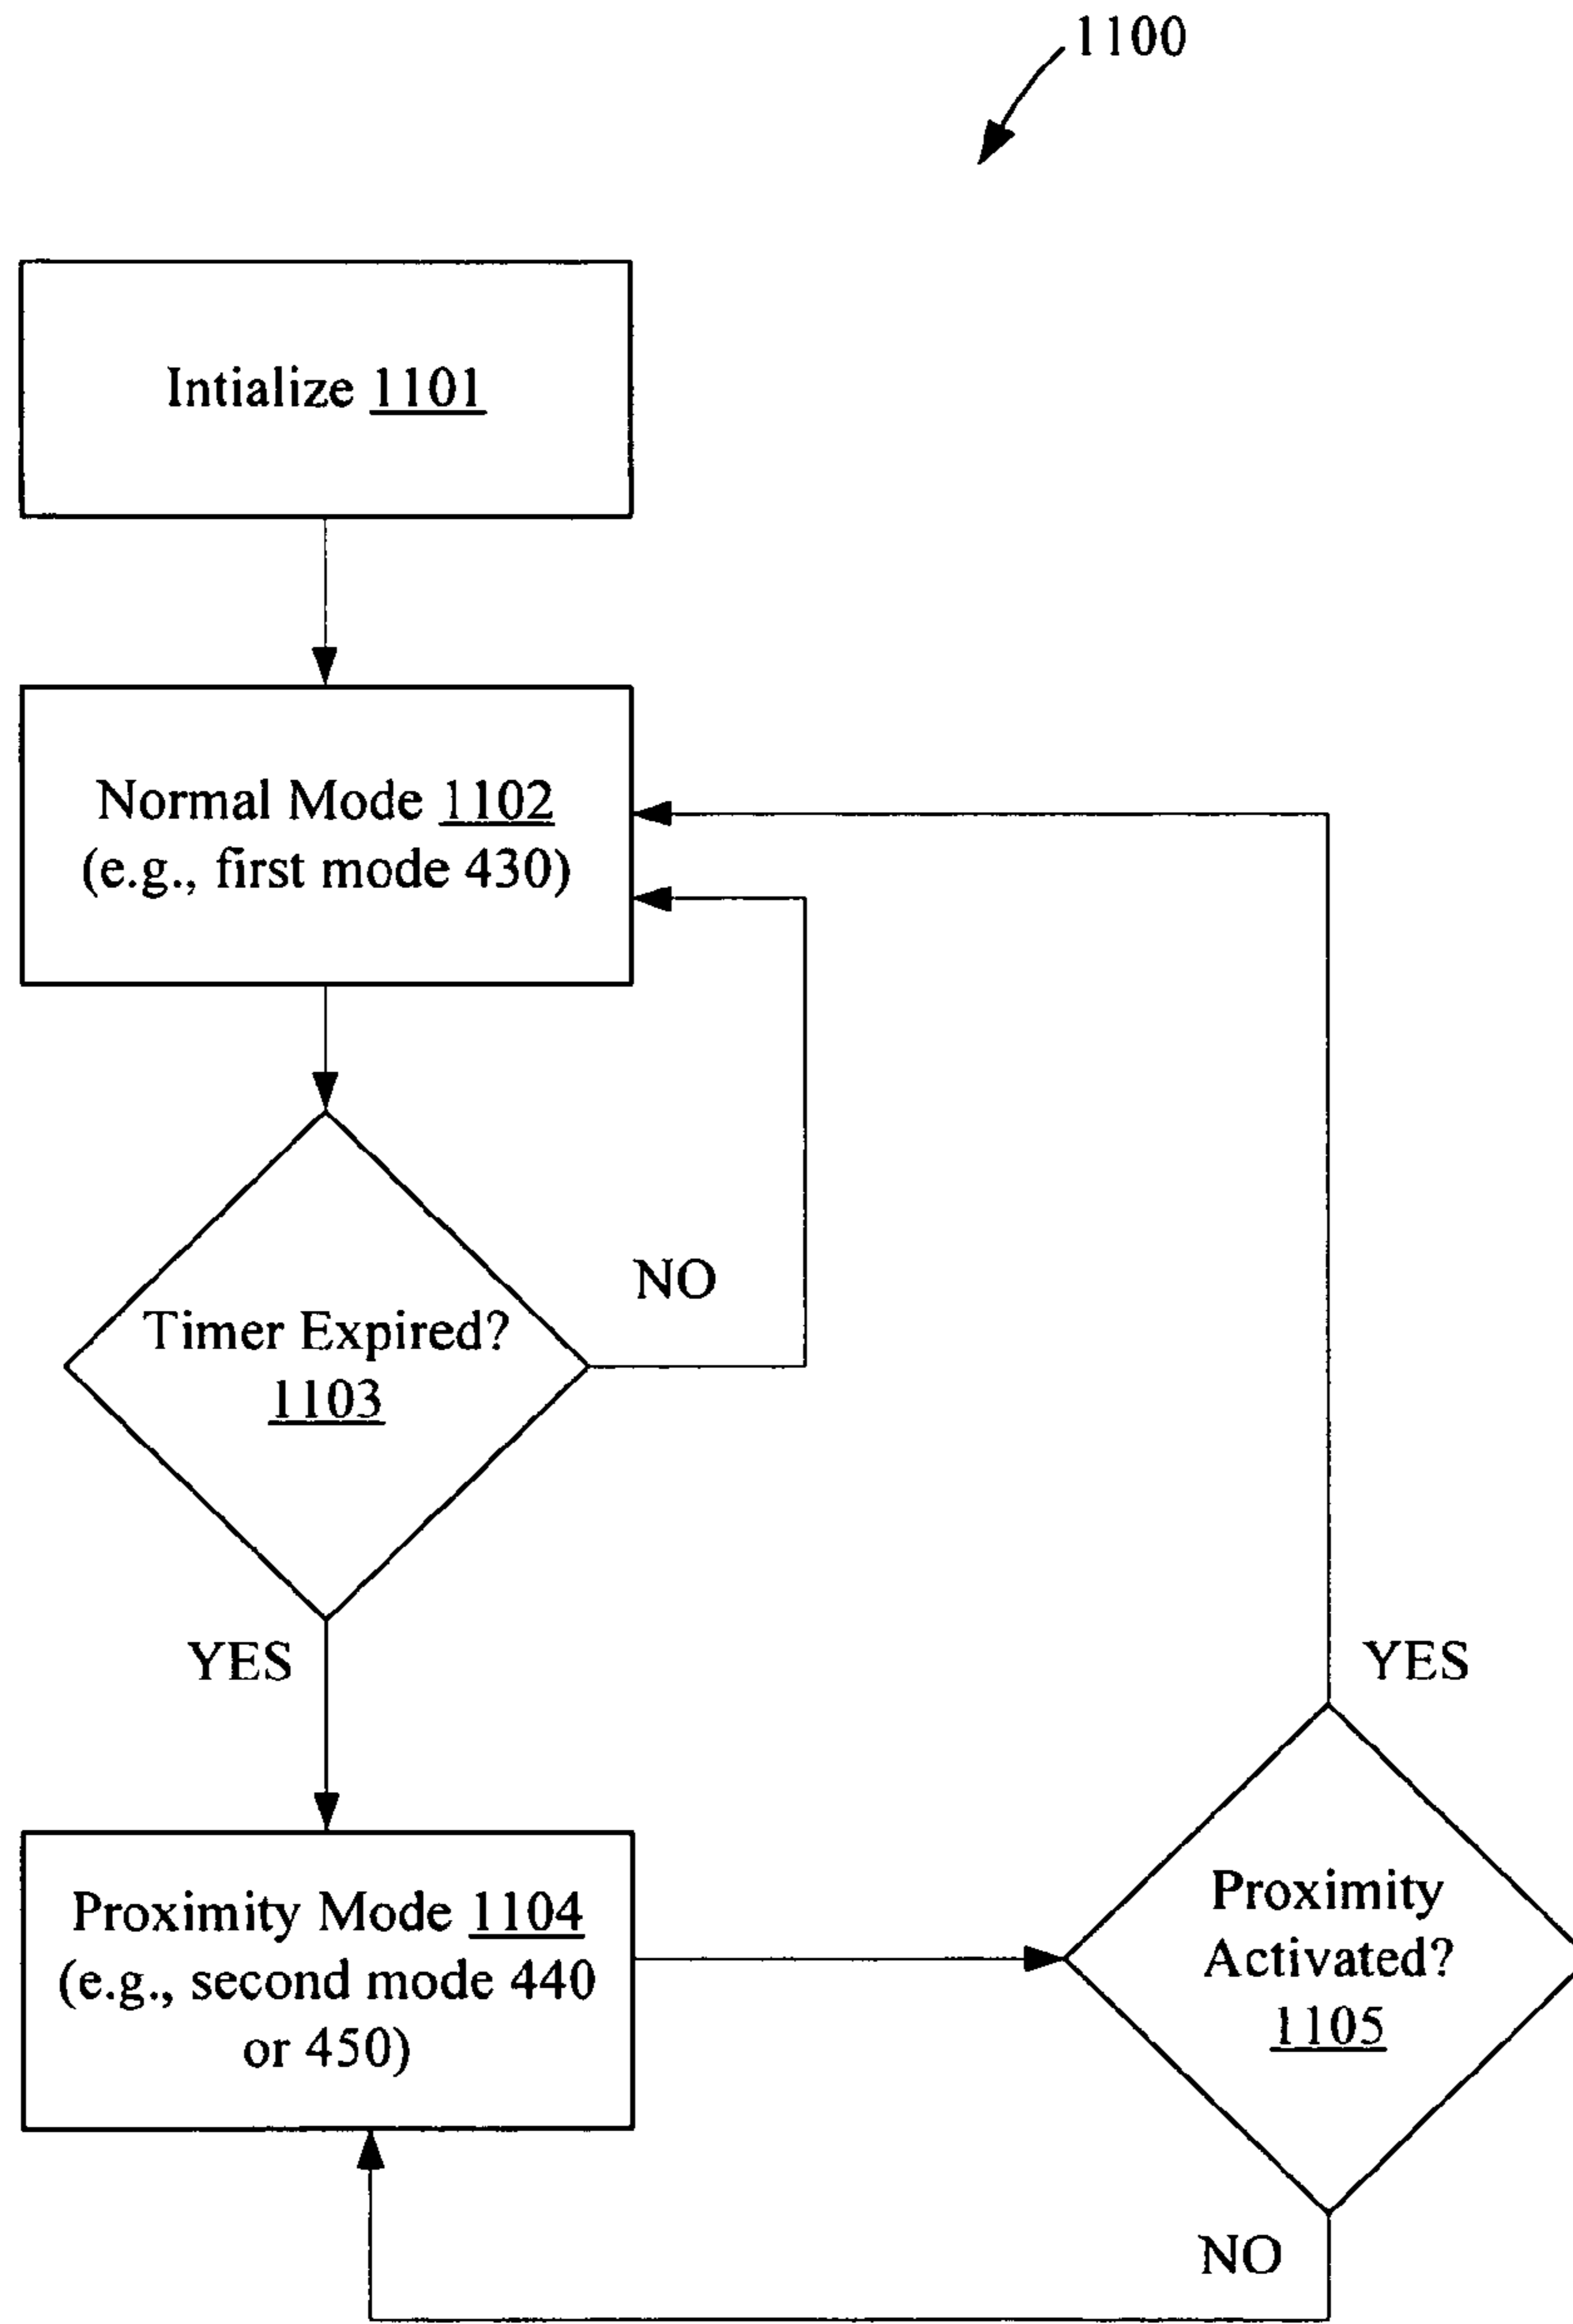 1100
Intialize 1101
Normal Mode 1102
(e.g., first mode 430)
NO
Timer Expired?
1103
YES
YES
Proximity Mode 1104
(e.g., second mode 440
or 450)
Proximity
Activated?
1105
NO